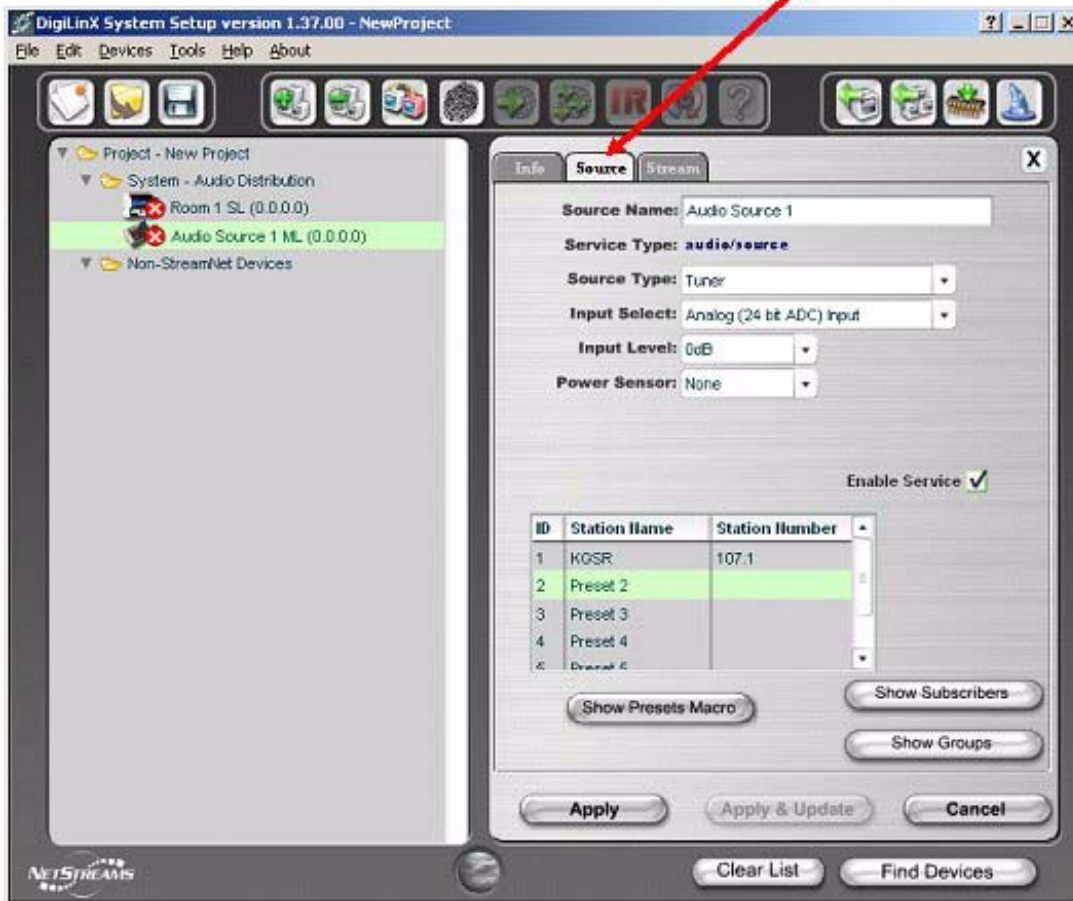 DigiLinX System Setup version 1.37.00 - NewProject
File Edit Devices Tools Help About
IR
Project - New Project
System - Audio Distribution
Room 1 SL (0.0.0.0)
Audio Source 1 ML (0.0.0.0)
Non-StreamNet Devices
Info Source Stream
X
Source Name: Audio Source 1
Service Type: audio/source
Source Type: Tuner
Input Select: Analog (24 bit ADC) Input
Input Level: 0dB
Power Sensor: None
Enable Service
ID Station Name Station Number
1 KGSR 107.1
2 Preset 2
3 Preset 3
4 Preset 4
5 Preset 5
Show Presets Macro
Show Subscribers
Show Groups
Apply Apply & Update Cancel
NETSTREAMS
Clear List Find Devices